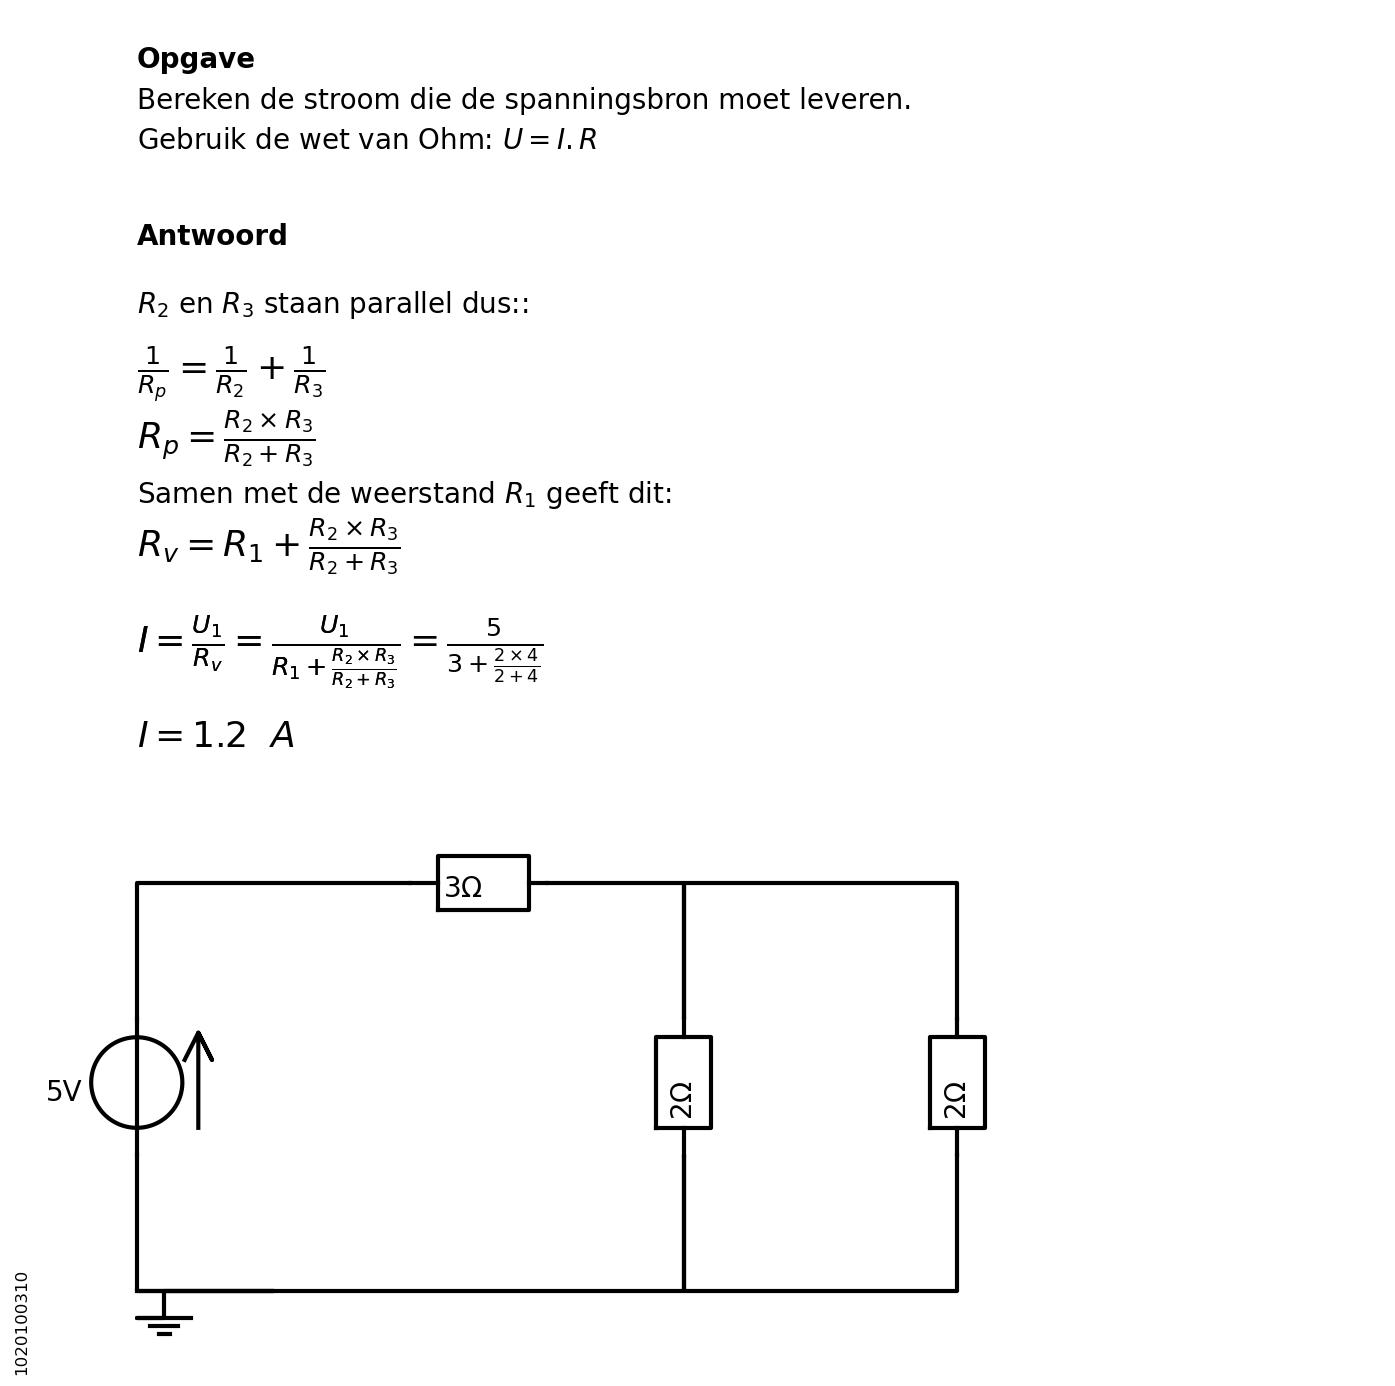 Opgave
Bereken de stroom die de spanningsbron moet leveren.
Gebruik de wet van Ohm: $U = I.R$
Antwoord
$R_2$ en $R_3$ staan parallel dus::
$\frac{1}{R_p} = \frac{1}{R_2} + \frac{1}{R_3}$
$R_p = \frac{R_2 \times R_3}{R_2 + R_3}$
Samen met de weerstand $R_1$ geeft dit:
$R_v = R_1 + \frac{R_2 \times R_3}{R_2 + R_3}$
$I = \frac{U_1}{R_v} = \frac{U_1}{R_1 + \frac{R_2 \times R_3}{R_2 + R_3}} = \frac{5}{3 + \frac{2 \times 4}{2 + 4}}$
$I = 1.2 \ A$
3Ω
5V
2Ω
2Ω
1020100310